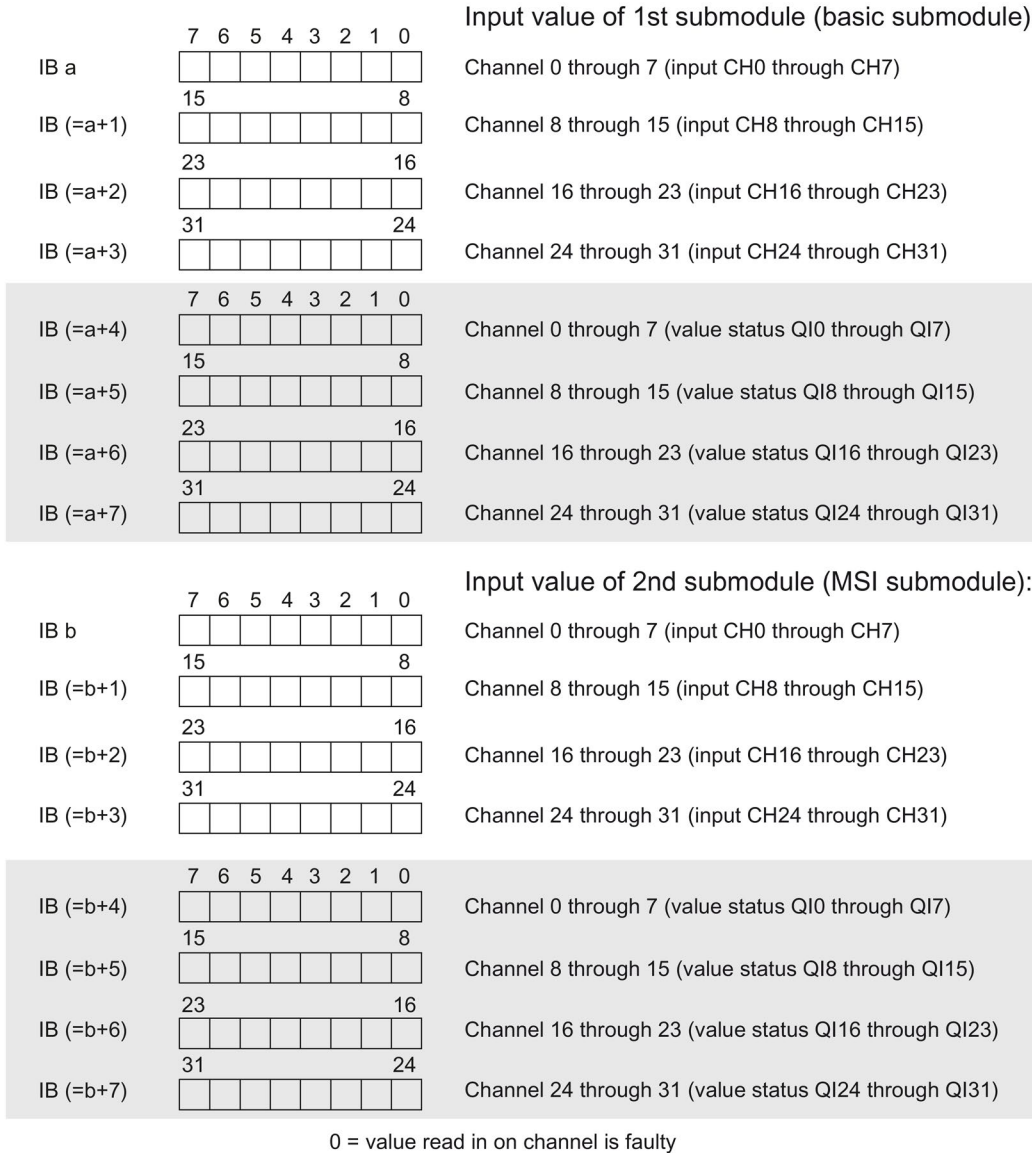 Input value of 1st submodule (basic submodule)
7 6 5 4 3 2 1 0
IB a Channel 0 through 7 (input CH0 through CH7)
15 8
IB (=a+1) Channel 8 through 15 (input CH8 through CH15)
23 16
IB (=a+2) Channel 16 through 23 (input CH16 through CH23)
31 24
IB (=a+3) Channel 24 through 31 (input CH24 through CH31)
7 6 5 4 3 2 1 0
IB (=a+4) Channel 0 through 7 (value status QI0 through QI7)
15 8
IB (=a+5) Channel 8 through 15 (value status QI8 through QI15)
23 16
IB (=a+6) Channel 16 through 23 (value status QI16 through QI23)
31 24
IB (=a+7) Channel 24 through 31 (value status QI24 through QI31)
Input value of 2nd submodule (MSI submodule):
7 6 5 4 3 2 1 0
IB b Channel 0 through 7 (input CH0 through CH7)
15 8
IB (=b+1) Channel 8 through 15 (input CH8 through CH15)
23 16
IB (=b+2) Channel 16 through 23 (input CH16 through CH23)
31 24
IB (=b+3) Channel 24 through 31 (input CH24 through CH31)
7 6 5 4 3 2 1 0
IB (=b+4) Channel 0 through 7 (value status QI0 through QI7)
15 8
IB (=b+5) Channel 8 through 15 (value status QI8 through QI15)
23 16
IB (=b+6) Channel 16 through 23 (value status QI16 through QI23)
31 24
IB (=b+7) Channel 24 through 31 (value status QI24 through QI31)
0 = value read in on channel is faulty